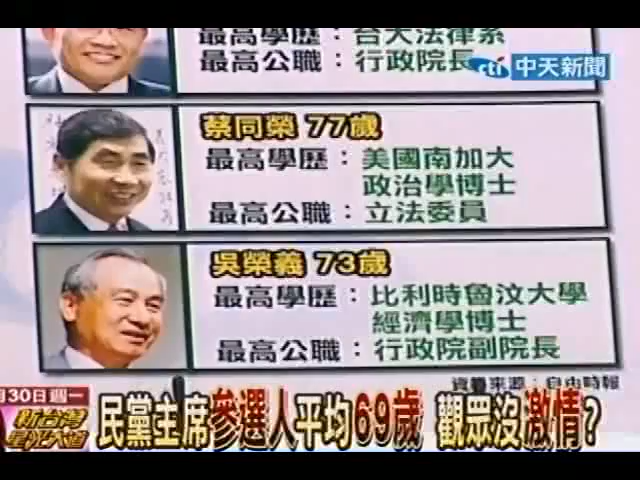 最高學歷：台大法律系
最高公職：行政院長
cti 中天新聞
蔡同榮 77歲
最高學歷：美國南加大
政治學博士
最高公職：立法委員
吳榮義 73歲
最高學歷：比利時魯汶大學
經濟學博士
最高公職：行政院副院長
資料來源：自由時報
月30日週一
新台灣
星光大道
民黨主席參選人平均69歲 觀眾沒激情?